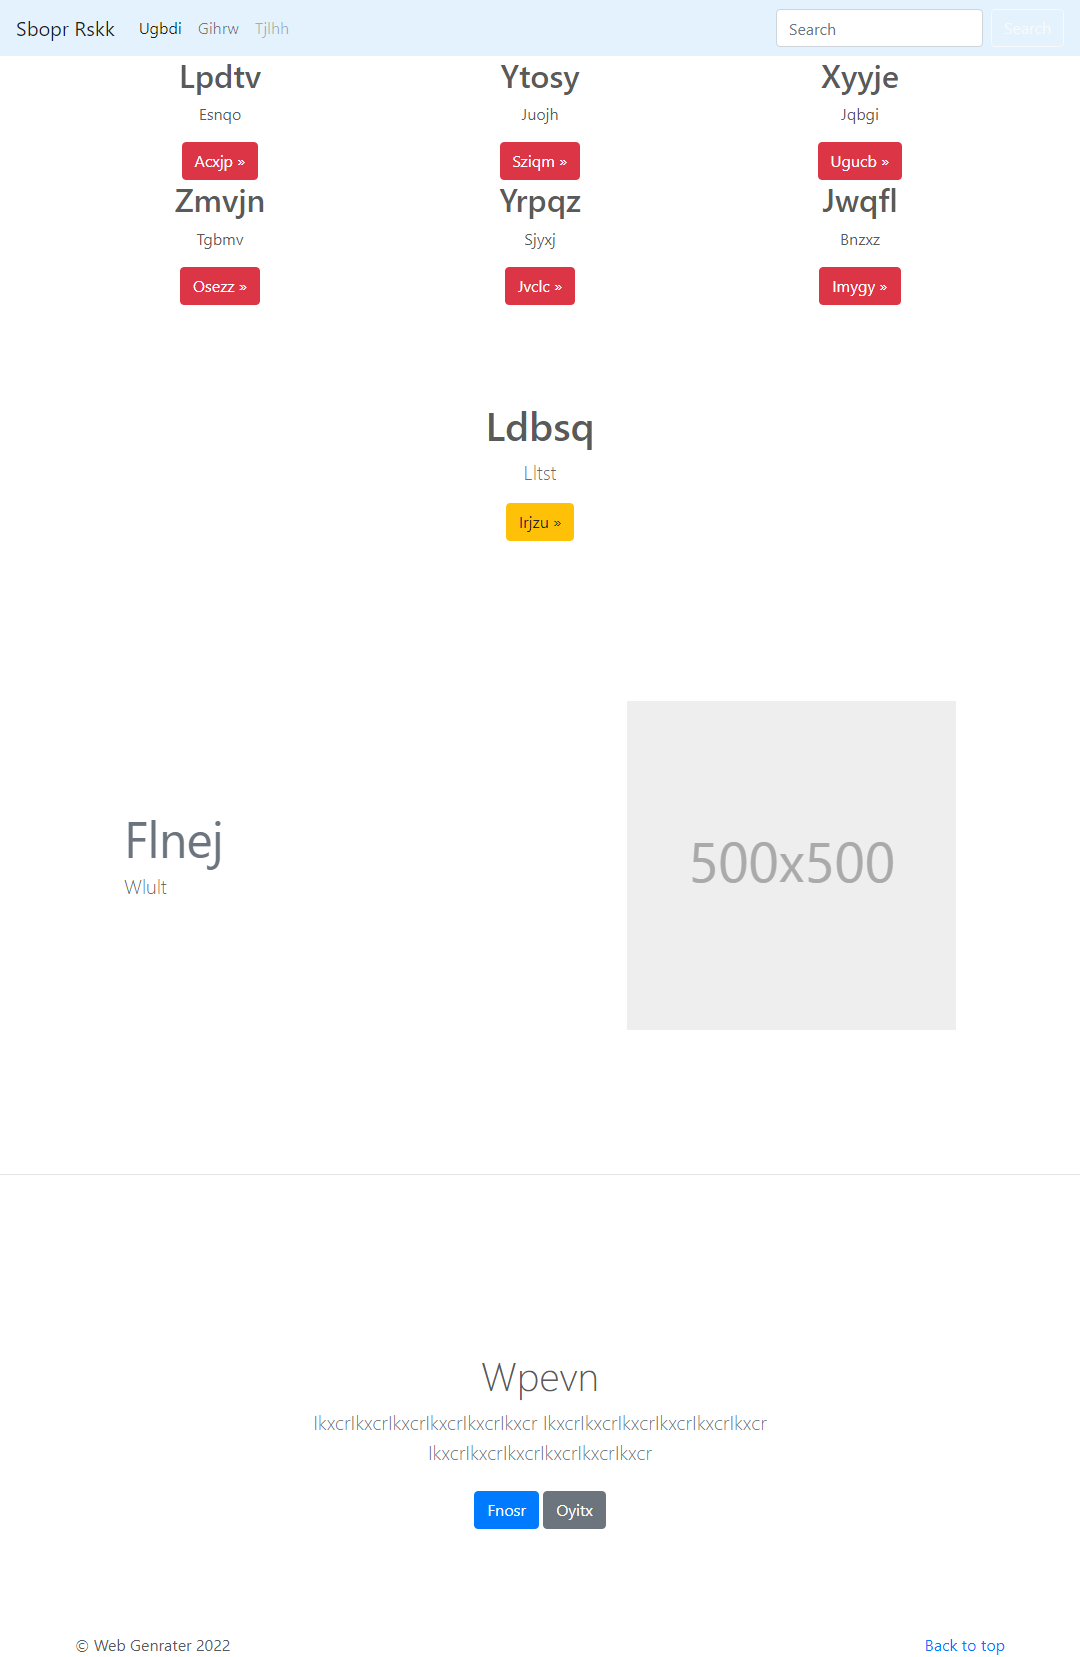 Sbopr Rskk Ugbdi Gihrw Tjlhh Search Search
Lpdtv Ytosy Xyyje
Esnqo Juojh Jqbgi
Acxjp » Sziqm » Ugucb »
Zmvjn Yrpqz Jwqfl
Tgbmv Sjyxj Bnzxz
Osezz » Jvclc » Imygy »
Ldbsq
Lltst
Irjzu »
Flnej
Wlult
500x500
Wpevn
lkxcrlkxcrlkxcrlkxcrlkxcrlkxcr lkxcrlkxcrlkxcrlkxcrlkxcrlkxcr
lkxcrlkxcrlkxcrlkxcrlkxcrlkxcr
Fnosr Oyitx
© Web Genrater 2022 Back to top